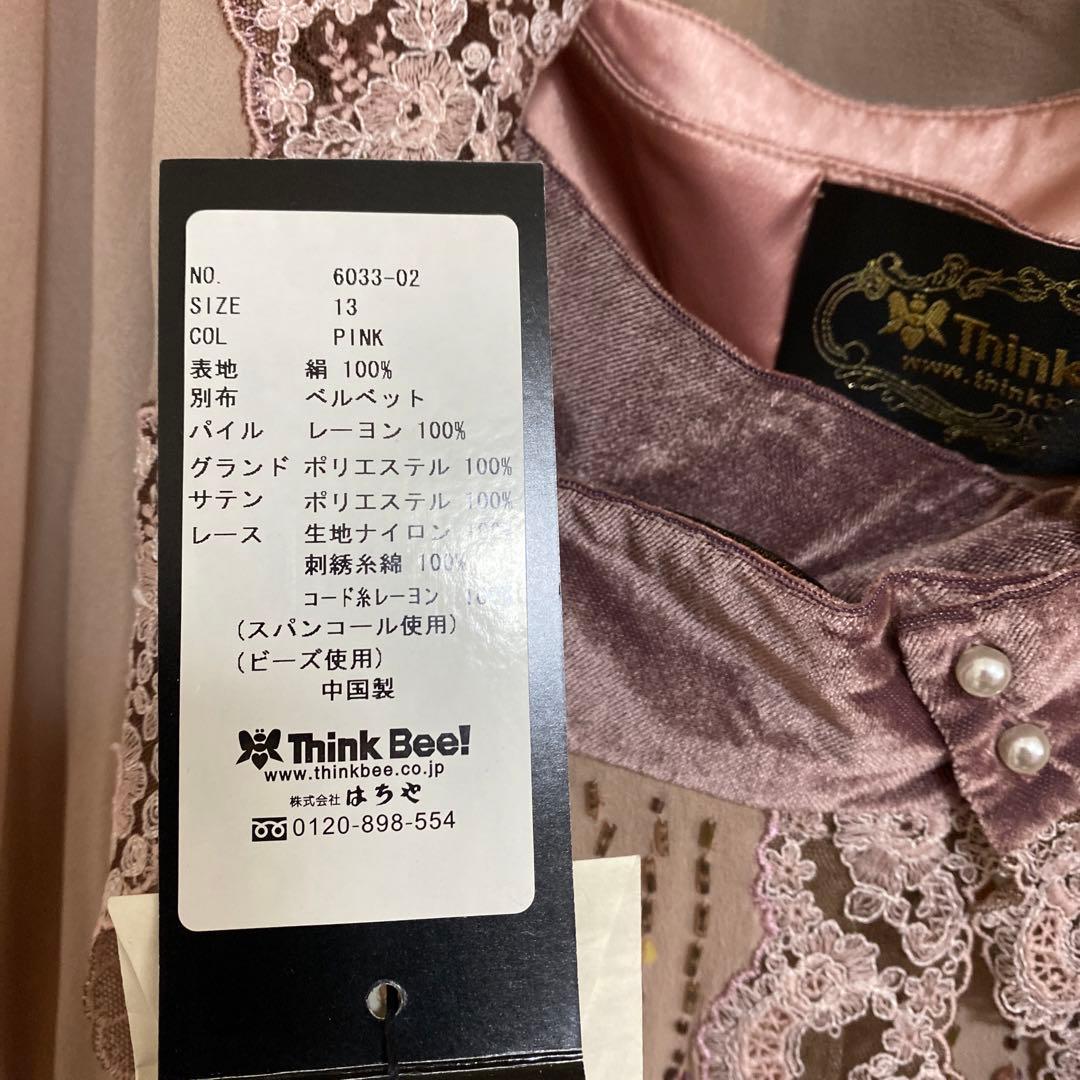 NO. 6033-02
SIZE 13
COL PINK
表地 絹 100%
別布 ベルベット
パイル レーヨン 100%
グランド ポリエステル 100%
サテン ポリエステル 100%
レース 生地ナイロン 100%
刺繍糸綿 100%
コード糸レーヨン 100%
(スパンコール使用)
(ビーズ使用)
中国製
Think Bee!
www.thinkbee.co.jp
株式会社 はちや
0120-898-554
Think
www.thinkb